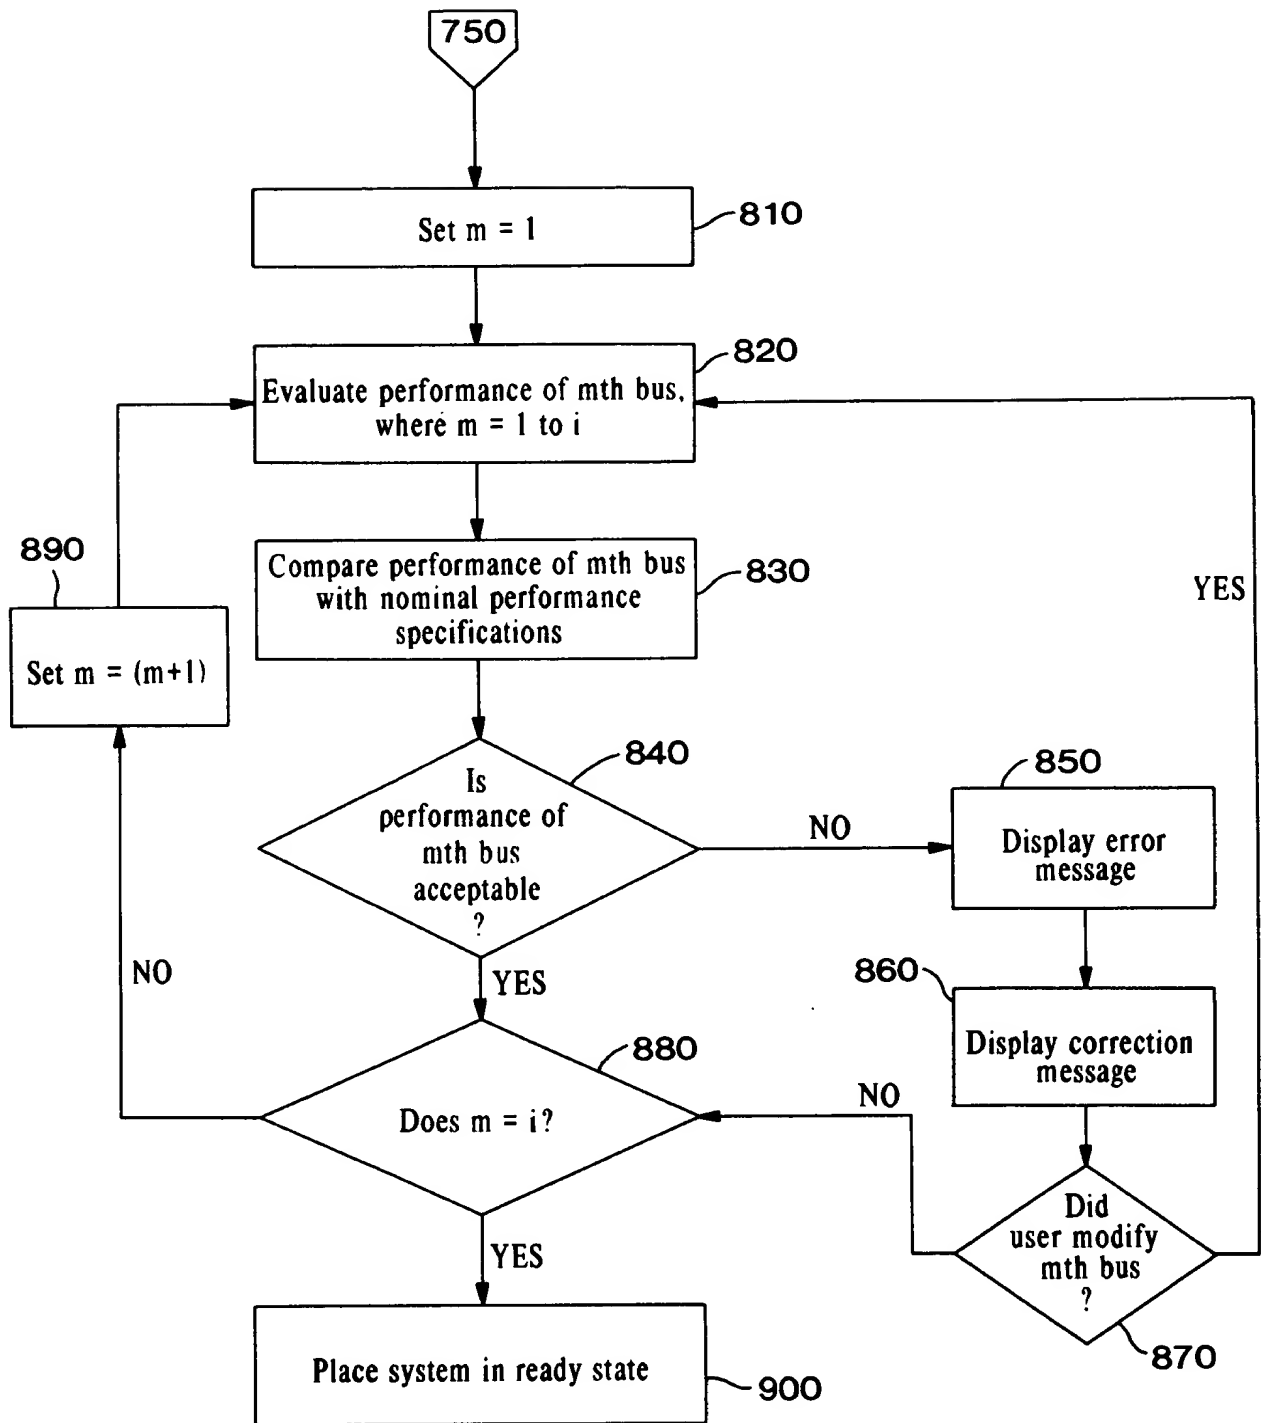 750
Set m = 1
810
Evaluate performance of mth bus,
where m = 1 to i
820
Compare performance of mth bus
with nominal performance
specifications
830
890
Set m = (m+1)
YES
Is
performance of
mth bus
acceptable
?
840
NO
850
Display error
message
YES
NO
860
Display correction
message
Does m = i?
880
NO
Did
user modify
mth bus
?
870
YES
Place system in ready state
900